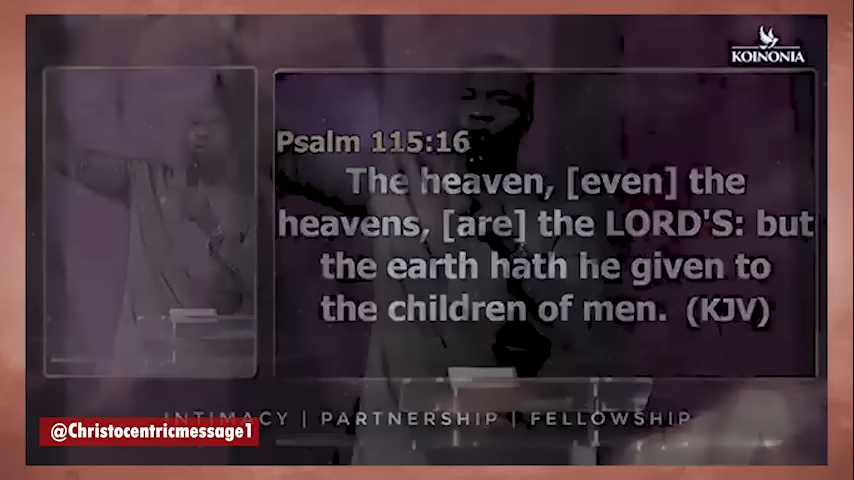 KOINONIA
Psalm 115:16
The heaven, [even] the
heavens, [are] the LORD'S: but
the earth hath he given to
the children of men. (KJV)
INTIMACY | PARTNERSHIP | FELLOWSHIP
@Christocentricmessage1